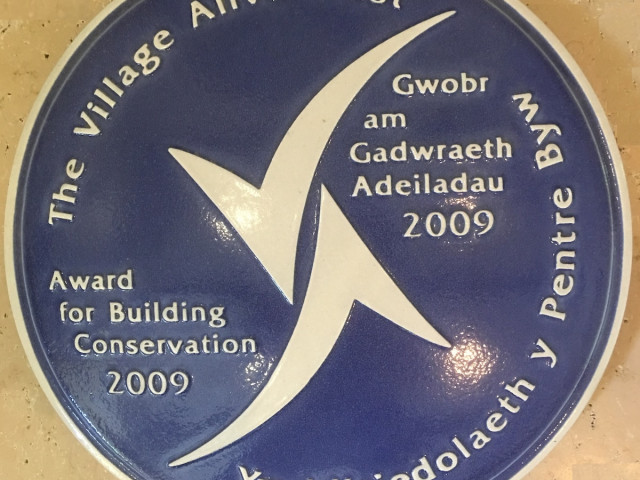 The Village
Gwobr
am
Gadwraeth
Adeiladau
2009
Award
for Building
Conservation
2009
y Pentre Byw